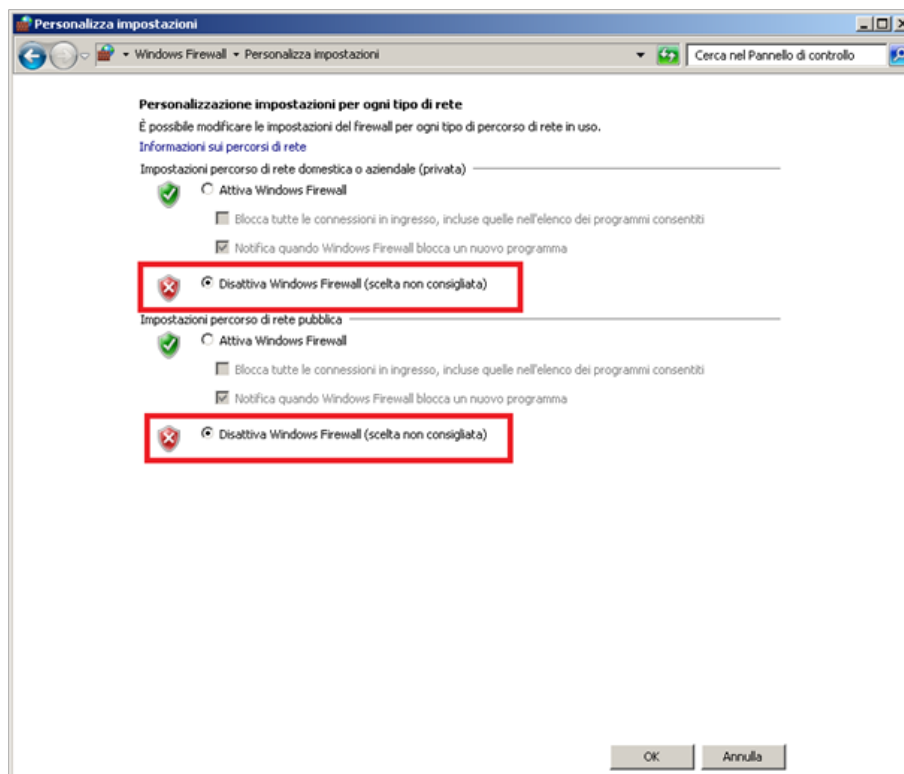 Personalizza impostazioni
Windows Firewall Personalizza impostazioni
Cerca nel Pannello di controllo
Personalizzazione impostazioni per ogni tipo di rete
È possibile modificare le impostazioni del firewall per ogni tipo di percorso di rete in uso.
Informazioni sui percorsi di rete
Impostazioni percorso di rete domestica o aziendale (privata)
Attiva Windows Firewall
Blocca tutte le connessioni in ingresso, incluse quelle nell'elenco dei programmi consentiti
Notifica quando Windows Firewall blocca un nuovo programma
Disattiva Windows Firewall (scelta non consigliata)
Impostazioni percorso di rete pubblica
Attiva Windows Firewall
Blocca tutte le connessioni in ingresso, incluse quelle nell'elenco dei programmi consentiti
Notifica quando Windows Firewall blocca un nuovo programma
Disattiva Windows Firewall (scelta non consigliata)
OK Annulla